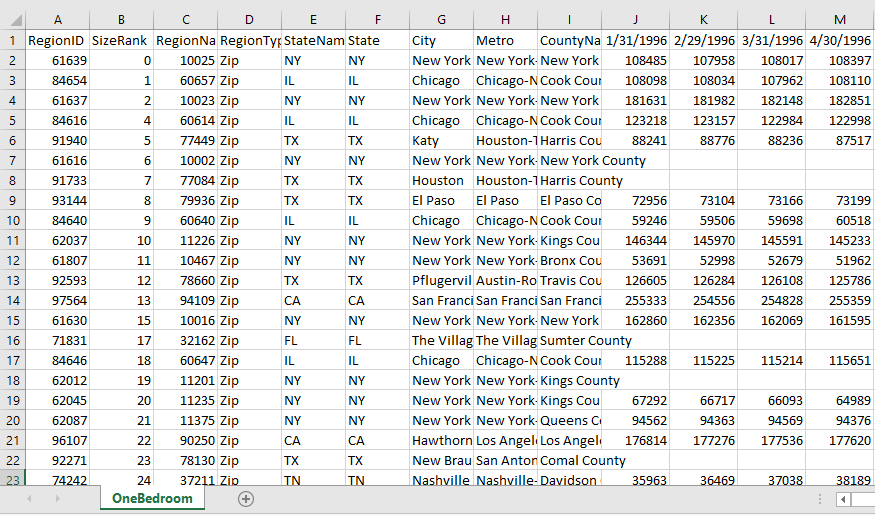 A B C D E F G H I J K L M
1 RegionID SizeRank RegionNa RegionTyp StateNam State City Metro CountyNa 1/31/1996 2/29/1996 3/31/1996 4/30/1996
2 61639 0 10025 Zip NY NY New York New York- New York 108485 107958 108017 108397
3 84654 1 60657 Zip IL IL Chicago Chicago-N Cook Cour 108098 108034 107962 108110
4 61637 2 10023 Zip NY NY New York New York- New York 181631 181982 182148 182851
5 84616 4 60614 Zip IL IL Chicago Chicago-N Cook Cour 123218 123157 122984 122998
6 91940 5 77449 Zip TX TX Katy Houston-T Harris Cou 88241 88776 88236 87517
7 61616 6 10002 Zip NY NY New York New York- New York County
8 91733 7 77084 Zip TX TX Houston Houston-T Harris County
9 93144 8 79936 Zip TX TX El Paso El Paso El Paso Co 72956 73104 73166 73199
10 84640 9 60640 Zip IL IL Chicago Chicago-N Cook Cour 59246 59506 59698 60518
11 62037 10 11226 Zip NY NY New York New York- Kings Cou 146344 145970 145591 145233
12 61807 11 10467 Zip NY NY New York New York- Bronx Cou 53691 52998 52679 51962
13 92593 12 78660 Zip TX TX Pflugervil Austin-Ro Travis Cou 126605 126284 126108 125786
14 97564 13 94109 Zip CA CA San Franci San Franci San Franci 255333 254556 254828 255359
15 61630 15 10016 Zip NY NY New York New York- New York 162860 162356 162069 161595
16 71831 17 32162 Zip FL FL The Villag The Villag Sumter County
17 84646 18 60647 Zip IL IL Chicago Chicago-N Cook Cour 115288 115225 115214 115651
18 62012 19 11201 Zip NY NY New York New York- Kings County
19 62045 20 11235 Zip NY NY New York New York- Kings Cou 67292 66717 66093 64989
20 62087 21 11375 Zip NY NY New York New York- Queens Co 94562 94363 94569 94376
21 96107 22 90250 Zip CA CA Hawthorn Los Angel Los Angel 176814 177276 177536 177620
22 92271 23 78130 Zip TX TX New Brau San Anton Comal County
23 74242 24 37211 Zip TN TN Nashville Nashville- Davidson 35963 36469 37038 38189
OneBedroom